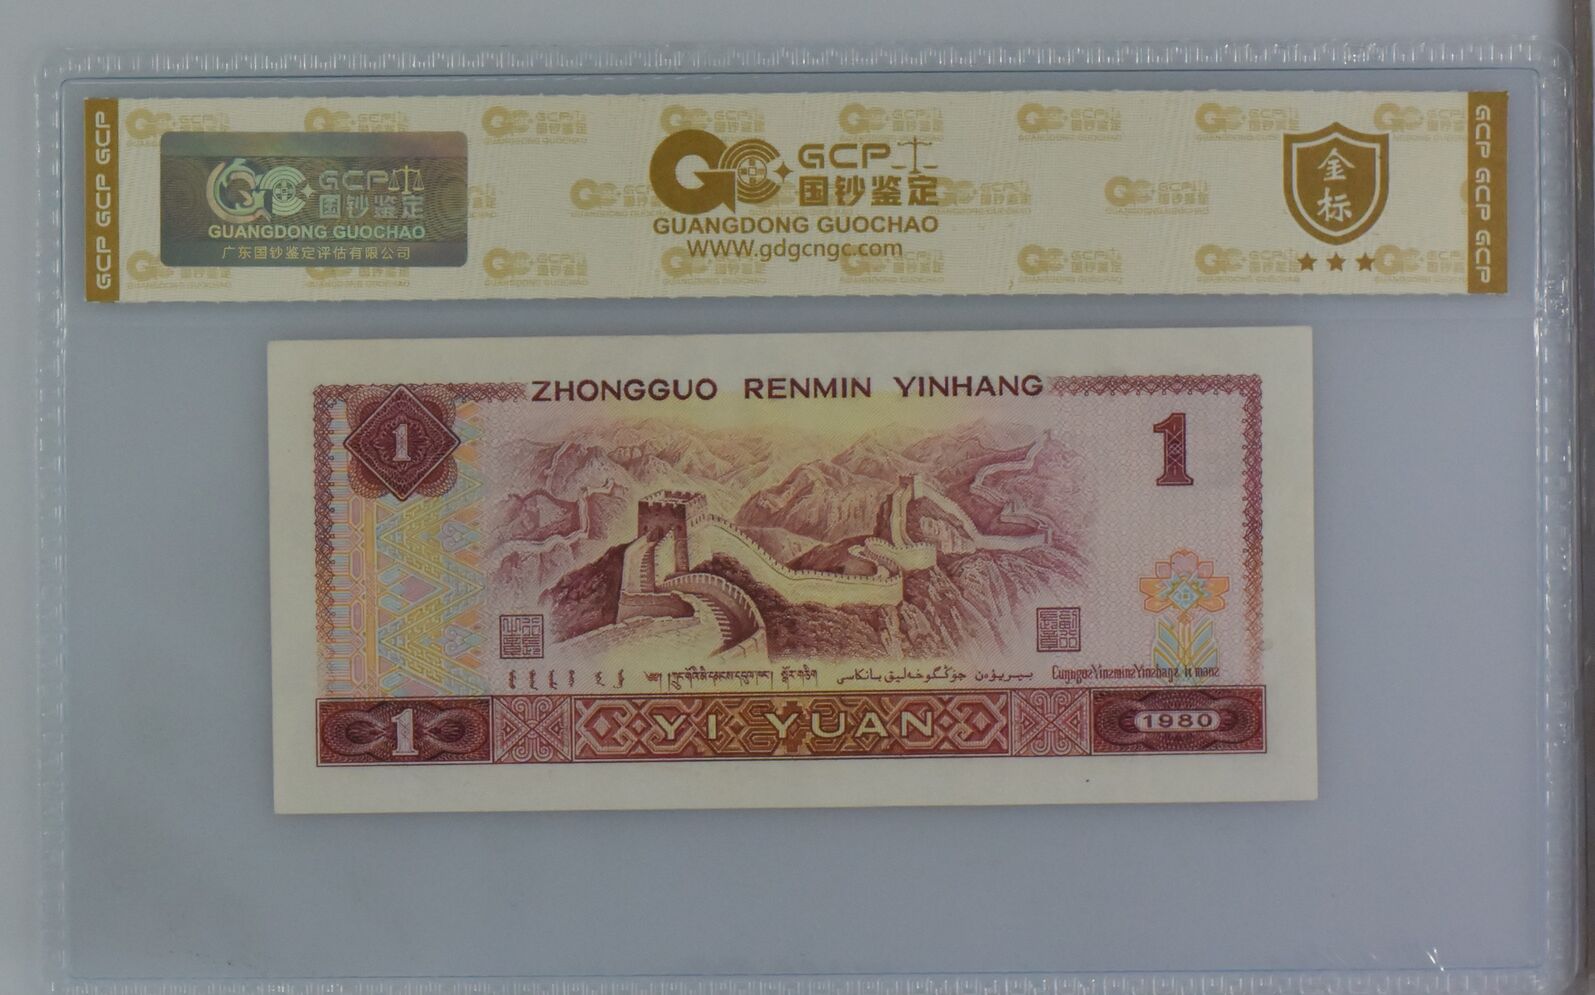 GCP GCP GCP
GCP
国钞鉴定
GUANGDONG GUOCHAO
广东国钞鉴定评估有限公司
GCP
国钞鉴定
GUANGDONG GUOCHAO
WWW.gdgcngc.com
金标
GCP GCP GCP
ZHONGGUO RENMIN YINHANG
1
1
1
YI YUAN
1980